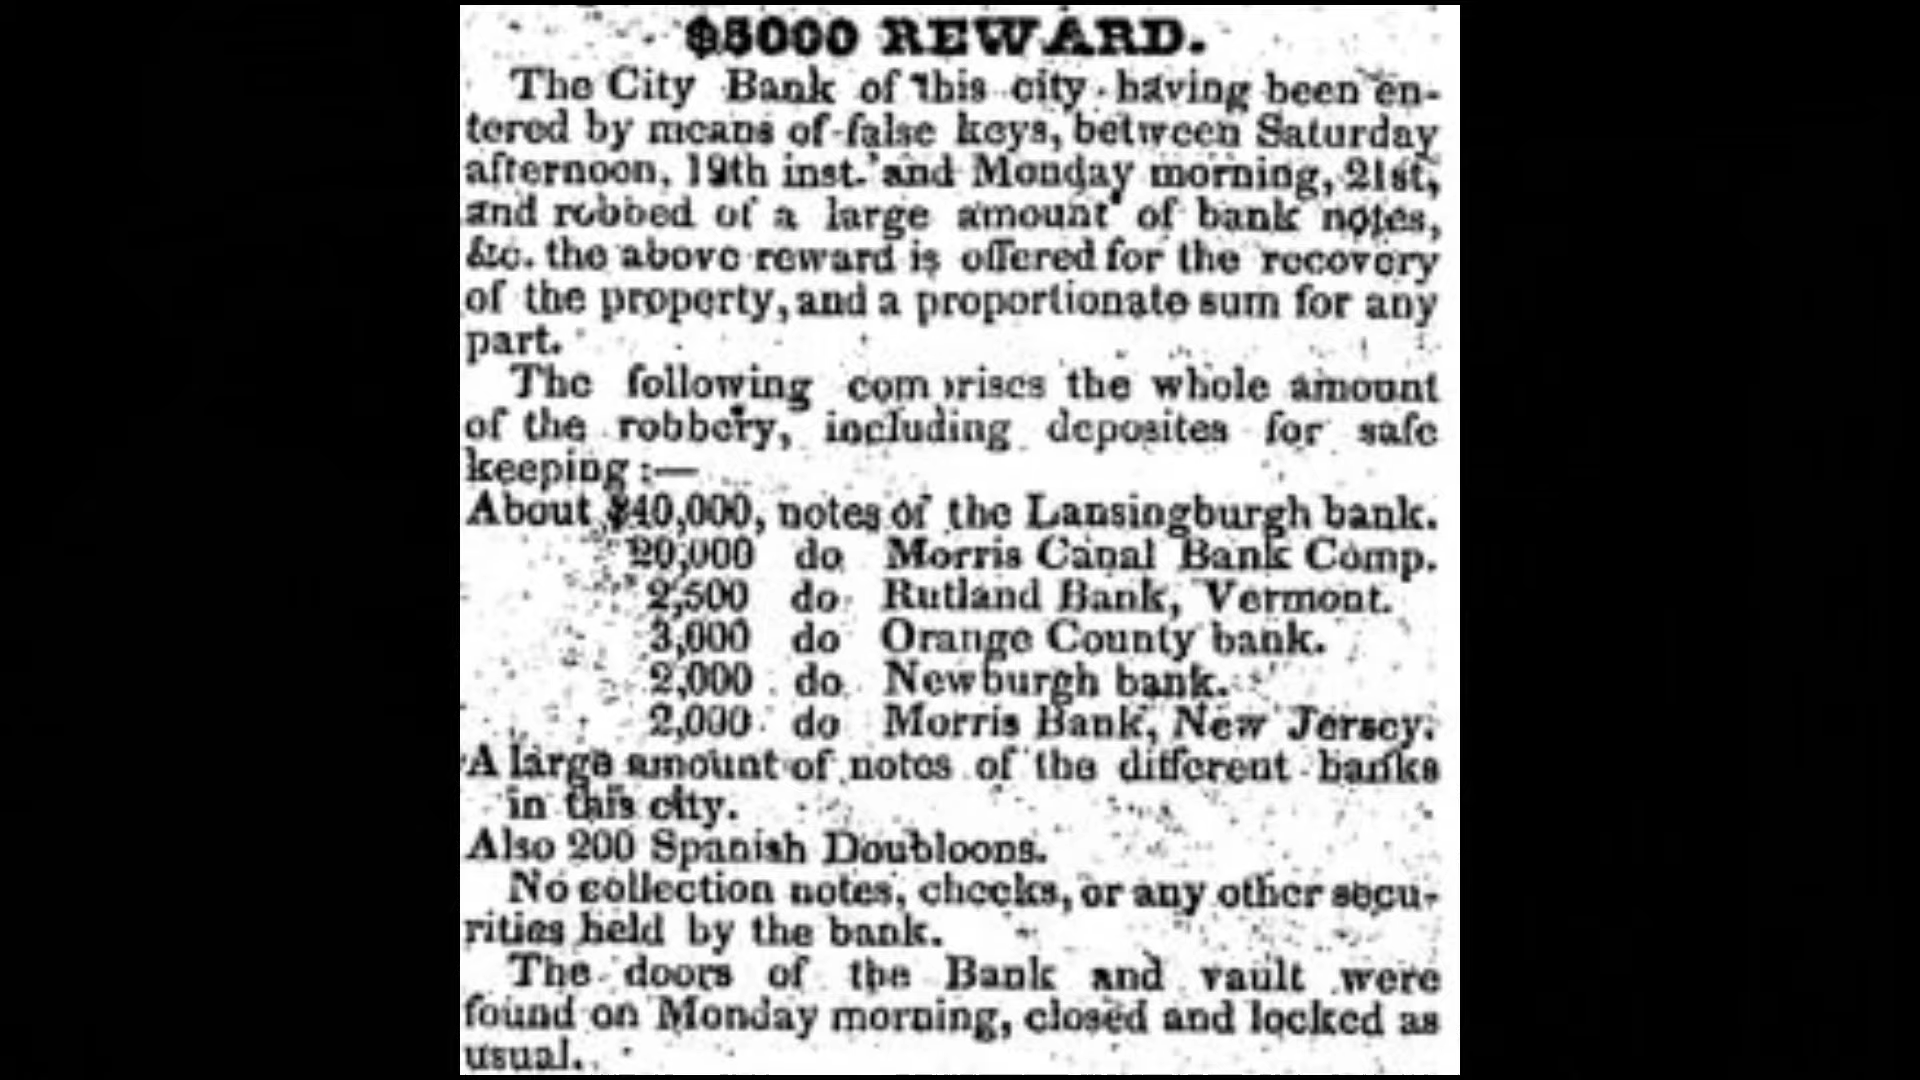 $5000 REWARD.
The City Bank of this city having been en-
tered by means of false keys, between Saturday
afternoon, 19th inst. and Monday morning, 21st,
and robbed of a large amount of bank notes,
&c. the above reward is offered for the recovery
of the property, and a proportionate sum for any
part.
The following comprises the whole amount
of the robbery, including deposites for safe
keeping :—
About $40,000, notes of the Lansingburgh bank.
20,000 do Morris Canal Bank Comp.
2,500 do Rutland Bank, Vermont.
3,000 do Orange County bank.
2,000 do Newburgh bank.
2,000 do Morris Bank, New Jersey.
A large amount of notes of the different banks
in this city.
Also 200 Spanish Doubloons.
No collection notes, checks, or any other secu-
rities held by the bank.
The doors of the Bank and vault were
found on Monday morning, closed and locked as
usual.